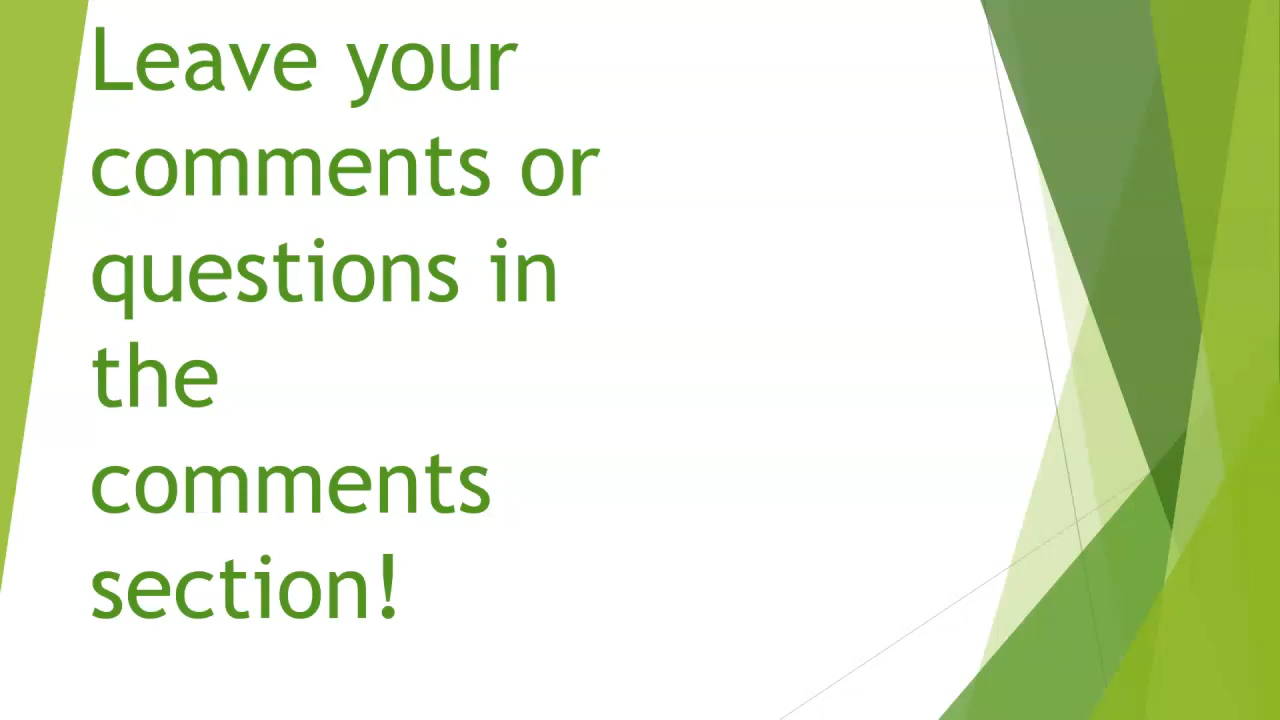 Leave your
comments or
questions in
the
comments
section!